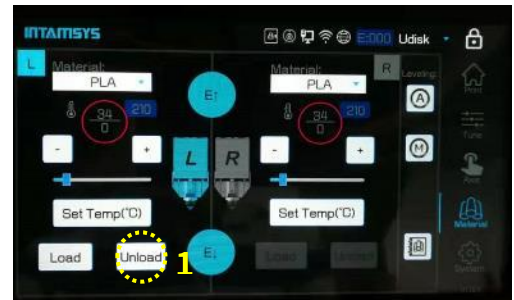 INTAMSYS
E:000 Udisk
L Material: Material: R Leveling:
PLA PLA
E↑
34 210 34 210
0 0
A
- + - +
L R
M
Set Temp(°C) Set Temp(°C)
Load Unload 1 E↓ Load Unload
Print
Tune
Axis
Material
System